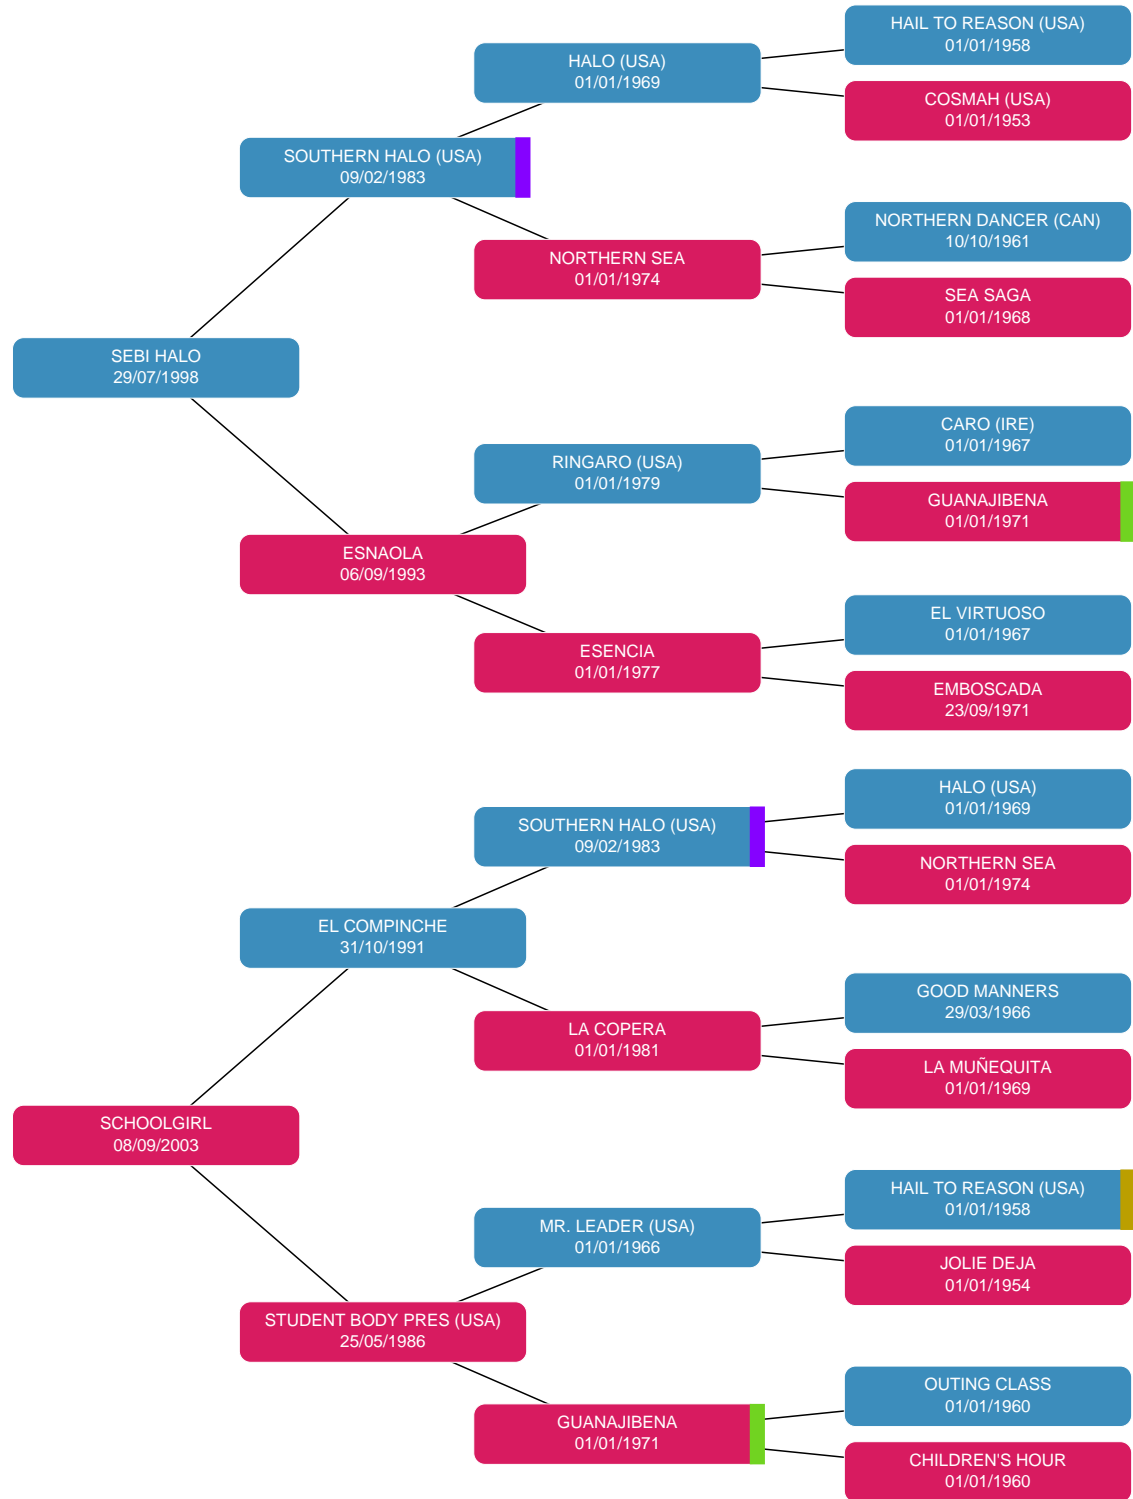 HAIL TO REASON (USA)
01/01/1958
HALO (USA)
01/01/1969
COSMAH (USA)
01/01/1953
SOUTHERN HALO (USA)
09/02/1983
NORTHERN DANCER (CAN)
10/10/1961
NORTHERN SEA
01/01/1974
SEA SAGA
01/01/1968
SEBI HALO
29/07/1998
CARO (IRE)
01/01/1967
RINGARO (USA)
01/01/1979
GUANAJIBENA
01/01/1971
ESNAOLA
06/09/1993
EL VIRTUOSO
01/01/1967
ESENCIA
01/01/1977
EMBOSCADA
23/09/1971
HALO (USA)
01/01/1969
SOUTHERN HALO (USA)
09/02/1983
NORTHERN SEA
01/01/1974
EL COMPINCHE
31/10/1991
GOOD MANNERS
29/03/1966
LA COPERA
01/01/1981
LA MUÑEQUITA
01/01/1969
SCHOOLGIRL
08/09/2003
HAIL TO REASON (USA)
01/01/1958
MR. LEADER (USA)
01/01/1966
JOLIE DEJA
01/01/1954
STUDENT BODY PRES (USA)
25/05/1986
OUTING CLASS
01/01/1960
GUANAJIBENA
01/01/1971
CHILDREN'S HOUR
01/01/1960